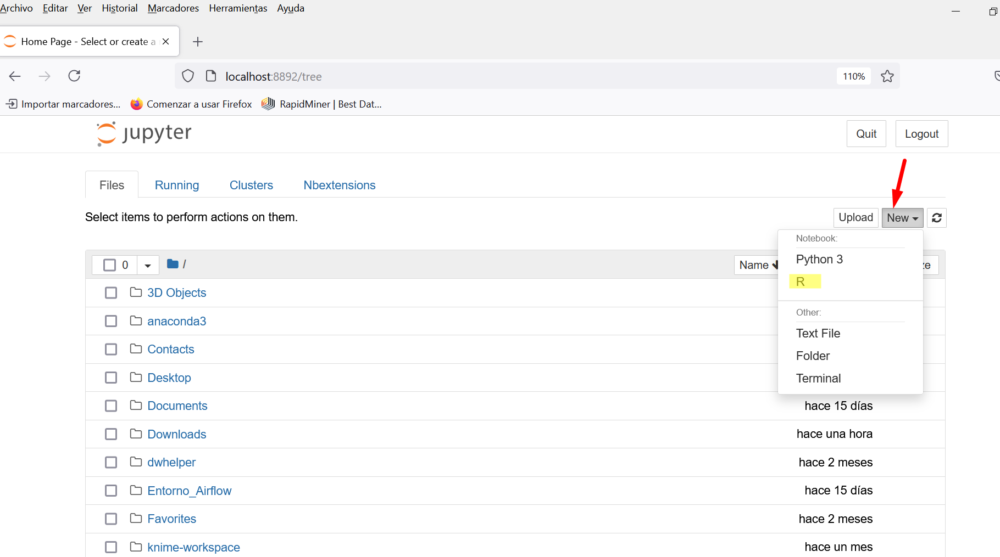 Archivo Editar Ver Historial Marcadores Herramientas Ayuda
Home Page - Select or create a
localhost:8892/tree 110%
Importar marcadores... Comenzar a usar Firefox RapidMiner | Best Dat...
jupyter Quit Logout
Files Running Clusters Nbextensions
Select items to perform actions on them. Upload New
Notebook:
Python 3
R
Other:
Text File
Folder
Terminal
0 / Name ze
3D Objects
anaconda3
Contacts
Desktop
Documents hace 15 días
Downloads hace una hora
dwhelper hace 2 meses
Entorno_Airflow hace 15 días
Favorites hace 2 meses
knime-workspace hace un mes